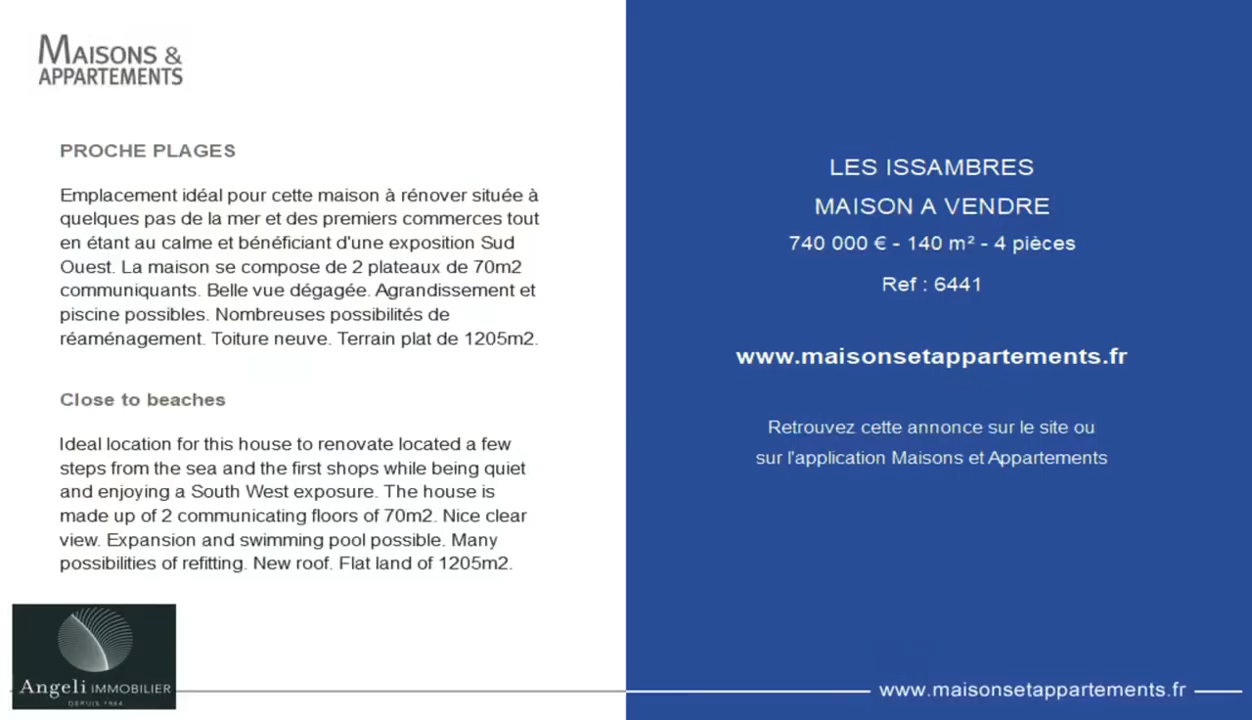 MAISONS &
APPARTEMENTS
PROCHE PLAGES
Emplacement idéal pour cette maison à rénover située à
quelques pas de la mer et des premiers commerces tout
en étant au calme et bénéficiant d'une exposition Sud
Ouest. La maison se compose de 2 plateaux de 70m2
communiquants. Belle vue dégagée. Agrandissement et
piscine possibles. Nombreuses possibilités de
réaménagement. Toiture neuve. Terrain plat de 1205m2.
Close to beaches
Ideal location for this house to renovate located a few
steps from the sea and the first shops while being quiet
and enjoying a South West exposure. The house is
made up of 2 communicating floors of 70m2. Nice clear
view. Expansion and swimming pool possible. Many
possibilities of refitting. New roof. Flat land of 1205m2.
Angeli IMMOBILIER
DEPUIS 1964
LES ISSAMBRES
MAISON A VENDRE
740 000 € - 140 m² - 4 pièces
Ref : 6441
www.maisonsetappartements.fr
Retrouvez cette annonce sur le site ou
sur l'application Maisons et Appartements
www.maisonsetappartements.fr